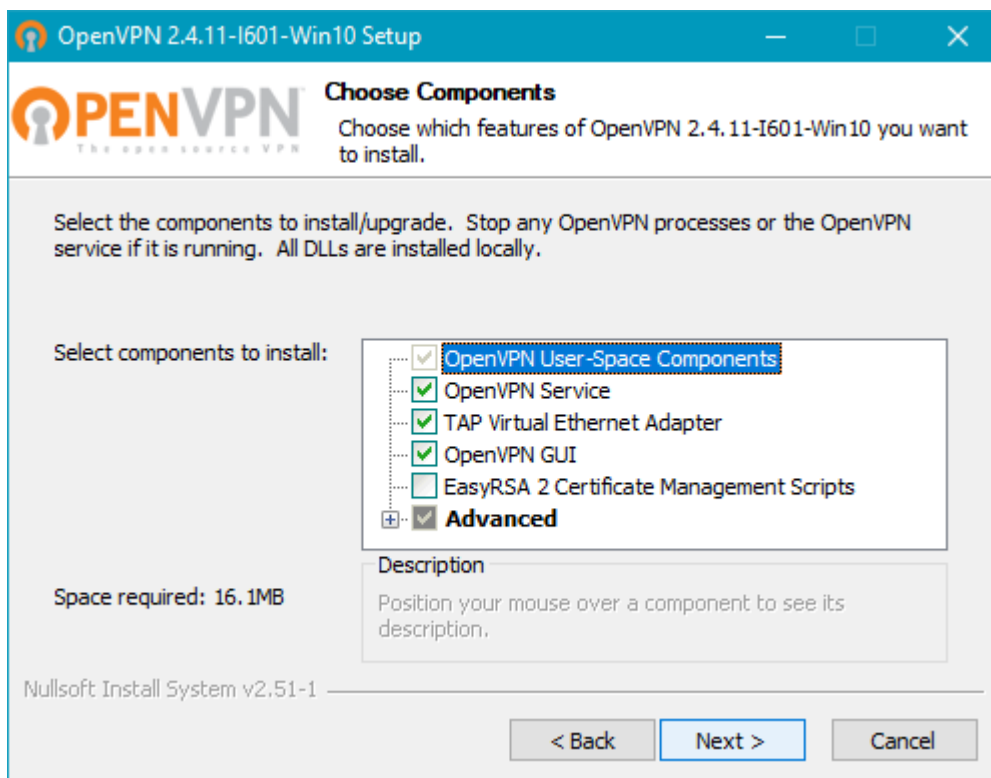 OpenVPN 2.4.11-I601-Win10 Setup
OPENVPN
The open source VPN
Choose Components
Choose which features of OpenVPN 2.4.11-I601-Win10 you want
to install.
Select the components to install/upgrade. Stop any OpenVPN processes or the OpenVPN
service if it is running. All DLLs are installed locally.
Select components to install:
OpenVPN User-Space Components
OpenVPN Service
TAP Virtual Ethernet Adapter
OpenVPN GUI
EasyRSA 2 Certificate Management Scripts
Advanced
Space required: 16.1MB
Description
Position your mouse over a component to see its
description.
Nullsoft Install System v2.51-1
< Back
Next >
Cancel